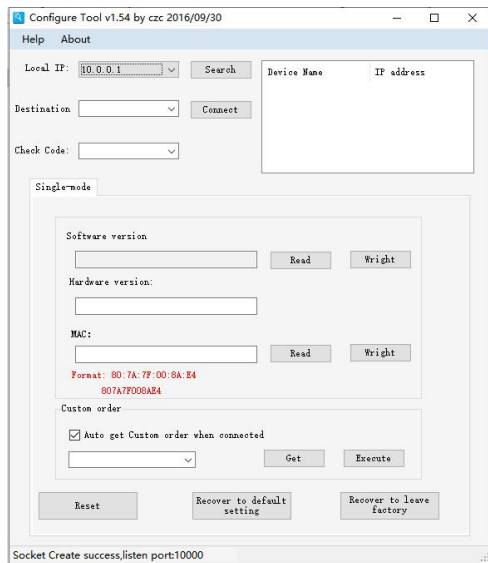 Configure Tool v1.54 by czc 2016/09/30
Help About
Local IP: 10.0.0.1 Search
Device Name IP address
Destination Connect
Check Code:
Single-mode
Software version
Read Wright
Hardware version:
MAC:
Read Wright
Format: 80:7A:7F:00:8A:E4
807A7F008AE4
Custom order
Auto get Custom order when connected
Get Execute
Reset
Recover to default
setting
Recover to leave
factory
Socket Create success,listen port:10000